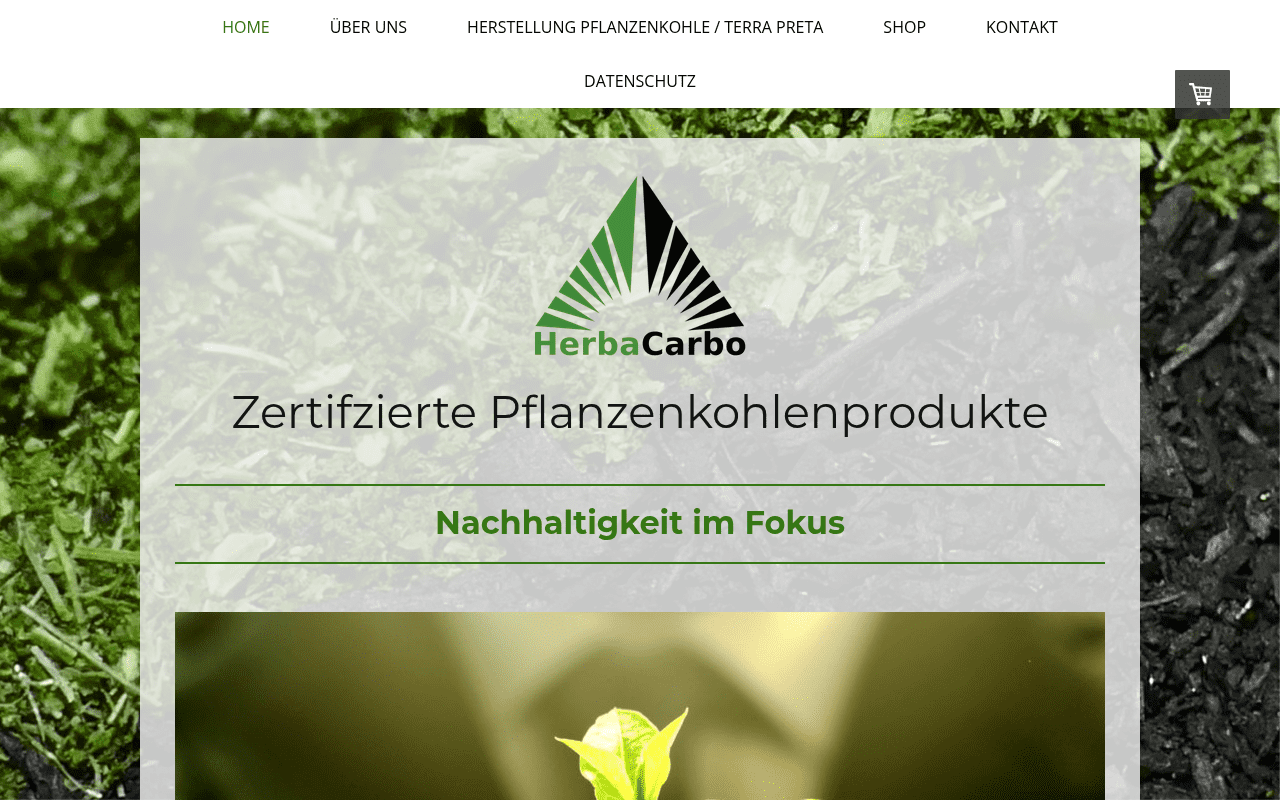 HOME
ÜBER UNS
HERSTELLUNG PFLANZENKOHLE / TERRA PRETA
SHOP
KONTAKT
DATENSCHUTZ
HerbaCarbo
Zertifzierte Pflanzenkohlenprodukte
Nachhaltigkeit im Fokus